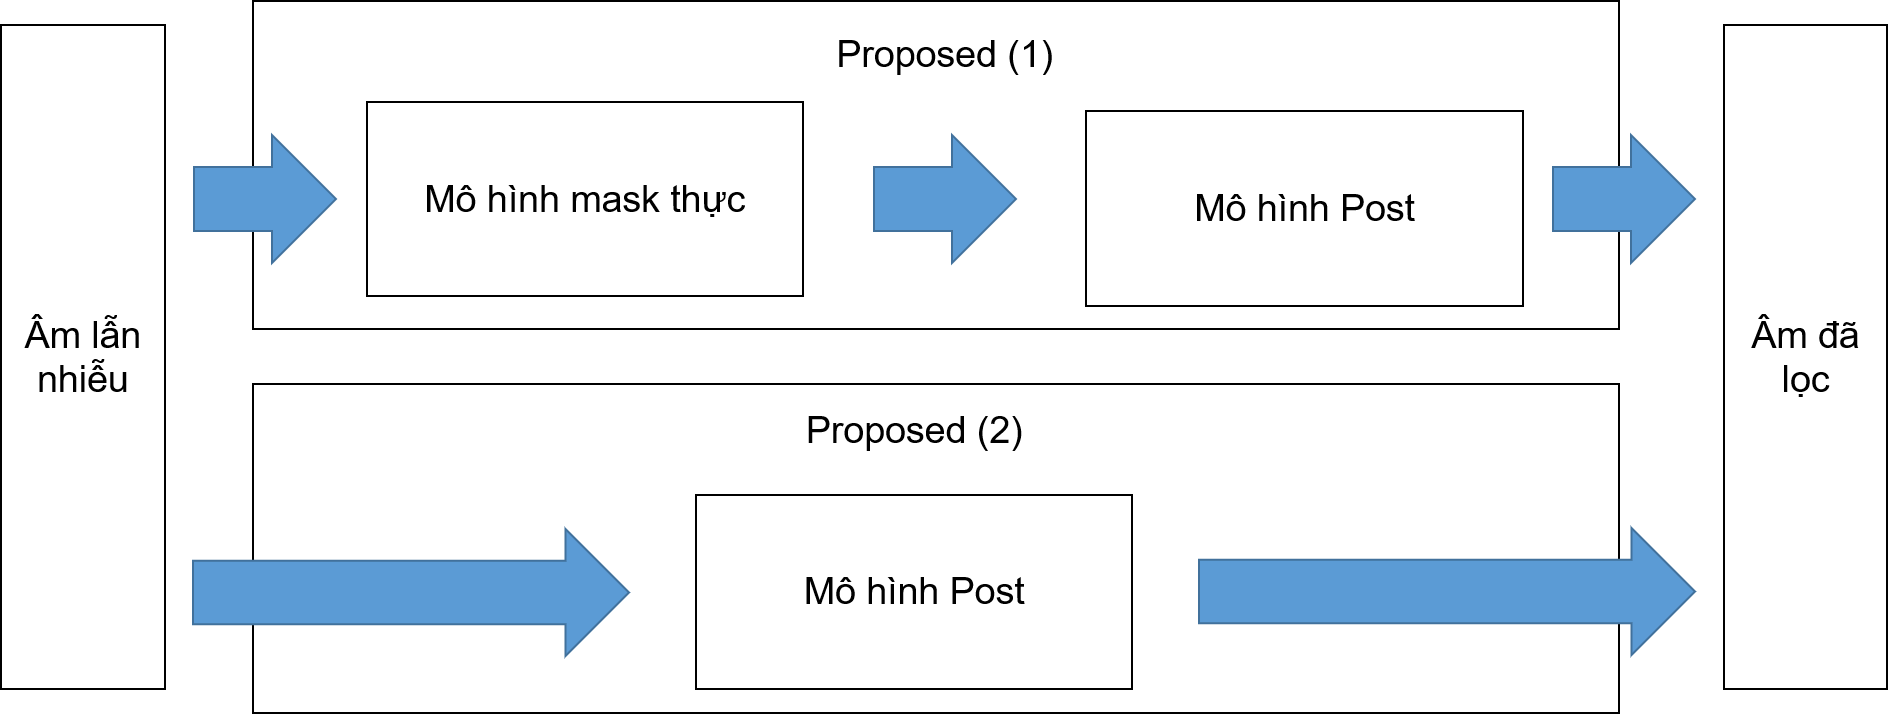 Âm lẫn
nhiễu
Proposed (1)
Mô hình mask thực
Mô hình Post
Proposed (2)
Mô hình Post
Âm đã
lọc